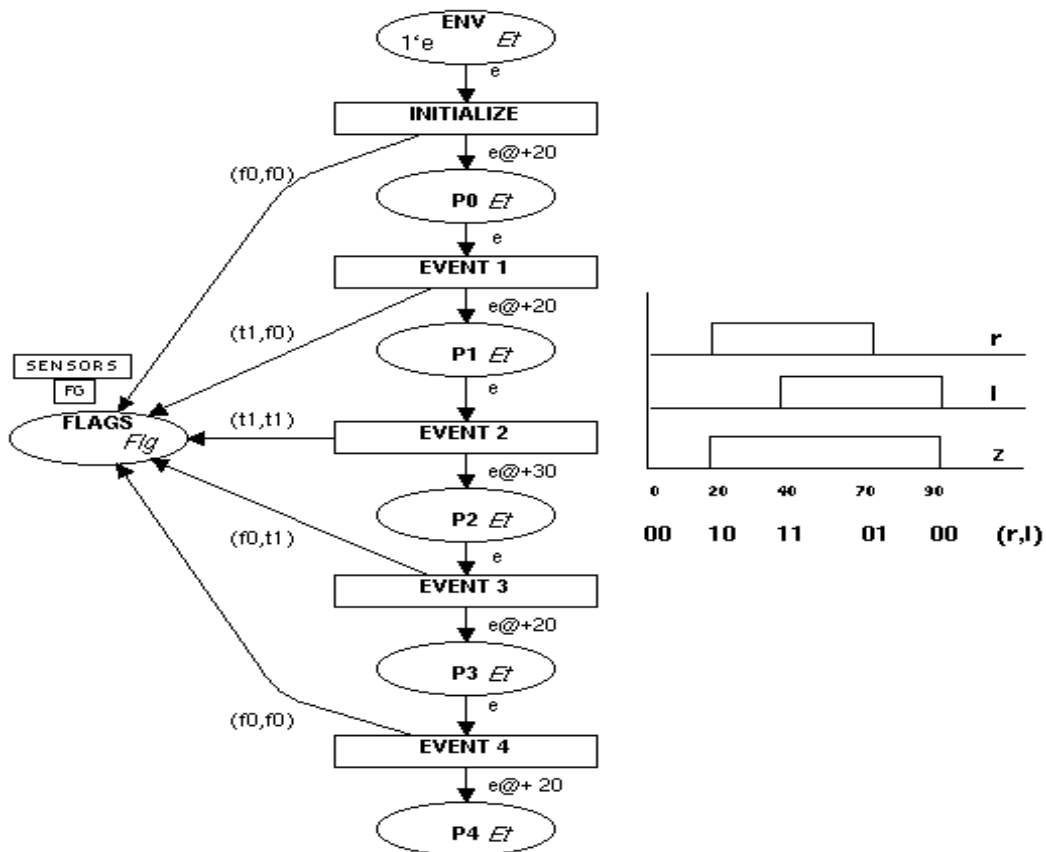 ENV
1'e Et
e
INITIALIZE
e@+20
(f0,f0)
P0 Et
e
EVENT 1
e@+20
(t1,f0)
P1 Et
e
SENSORS
FG
FLAGS
Flg
(t1,t1)
EVENT 2
e@+30
P2 Et
e
(f0,t1)
EVENT 3
e@+20
P3 Et
e
(f0,f0)
EVENT 4
e@+ 20
P4 Et
r
l
z
0 20 40 70 90
00 10 11 01 00 (r,l)